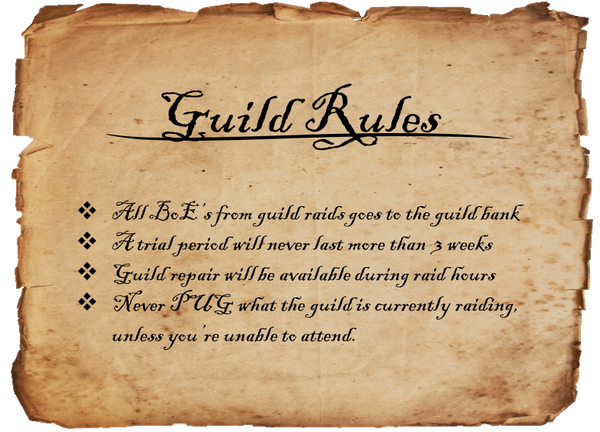 Guild Rules
❖ All BoE's from guild raids goes to the guild bank
❖ A trial period will never last more than 3 weeks
❖ Guild repair will be available during raid hours
❖ Never PUG what the guild is currently raiding,
unless you're unable to attend.